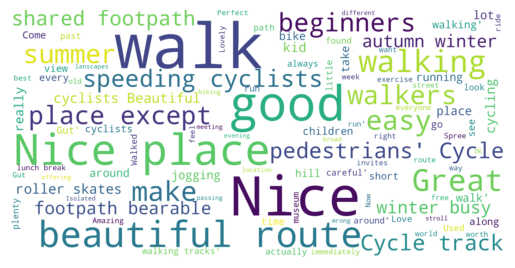 shared footpath
walk
beginners
Perfect
different
lot
ride
Come
past
Lovely
path
bike
walking'
summer
autumn winter
view
lanscapes
street
kid
found
take
want
speeding cyclists
walking
best
every
old
week
exercise
look
always
running
biking
good
run
little
everyone
really
cyclists Beautiful
walkers
cycling
place except
easy
place
see
Gut'
cyclists
feel
meeting
children
run'
right
Spree
evening
broad
go
Nice place
pedestrians' Cycle
lunch break
Walked
invites
around
jogging
Nice
Great
way
roller skates
make
hill
careful'
short
route
location
museum
Now
footpath bearable
winter busy
plenty
Isolated
passing
time
around'
walk'
free
stroll
along
Amazing
wrong
Love
Used
beautiful route
Cycle track
world
worth
offering
walking tracks'
actually
immediately